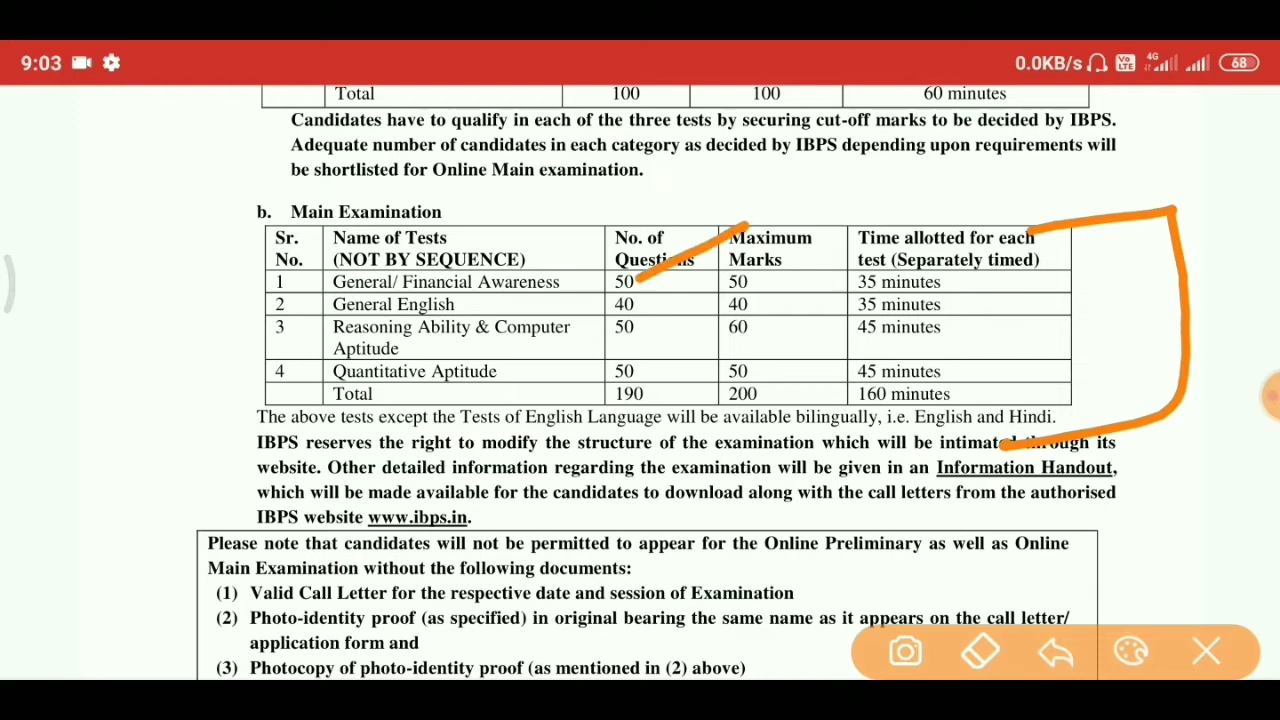 9:03 0.0KB/s Vo LTE 4G 68
Total 100 100 60 minutes
Candidates have to qualify in each of the three tests by securing cut-off marks to be decided by IBPS.
Adequate number of candidates in each category as decided by IBPS depending upon requirements will
be shortlisted for Online Main examination.
b. Main Examination
Sr. No. Name of Tests (NOT BY SEQUENCE) No. of Questions Maximum Marks Time allotted for each test (Separately timed)
1 General/ Financial Awareness 50 50 35 minutes
2 General English 40 40 35 minutes
3 Reasoning Ability & Computer Aptitude 50 60 45 minutes
4 Quantitative Aptitude 50 50 45 minutes
Total 190 200 160 minutes
The above tests except the Tests of English Language will be available bilingually, i.e. English and Hindi.
IBPS reserves the right to modify the structure of the examination which will be intimated through its
website. Other detailed information regarding the examination will be given in an Information Handout,
which will be made available for the candidates to download along with the call letters from the authorised
IBPS website www.ibps.in.
Please note that candidates will not be permitted to appear for the Online Preliminary as well as Online
Main Examination without the following documents:
(1) Valid Call Letter for the respective date and session of Examination
(2) Photo-identity proof (as specified) in original bearing the same name as it appears on the call letter/
application form and
(3) Photocopy of photo-identity proof (as mentioned in (2) above)